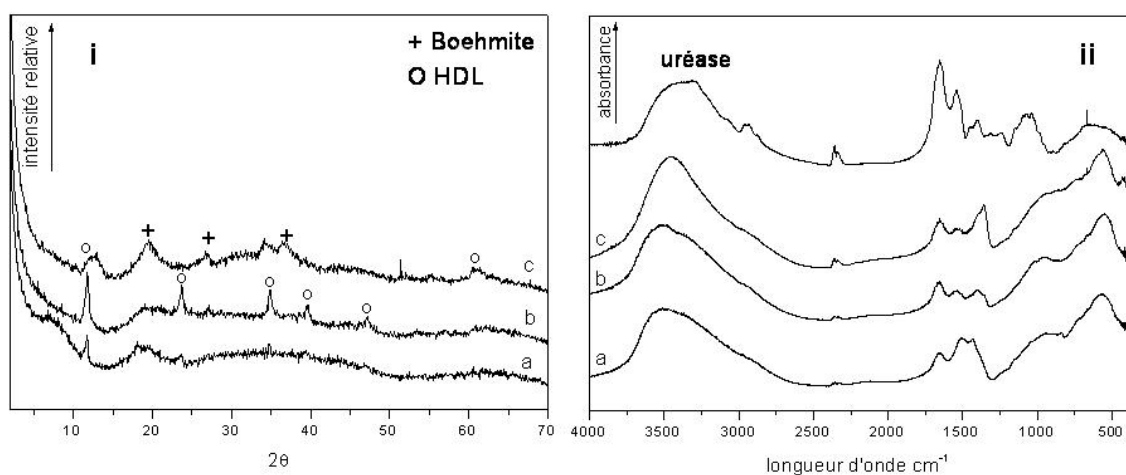 intensité relative
i
+ Boehmite
O HDL
c
b
a
10 20 30 40 50 60 70
2θ
absorbance
uréase
ii
c
b
a
4000 3500 3000 2500 2000 1500 1000 500
longueur d'onde cm⁻¹